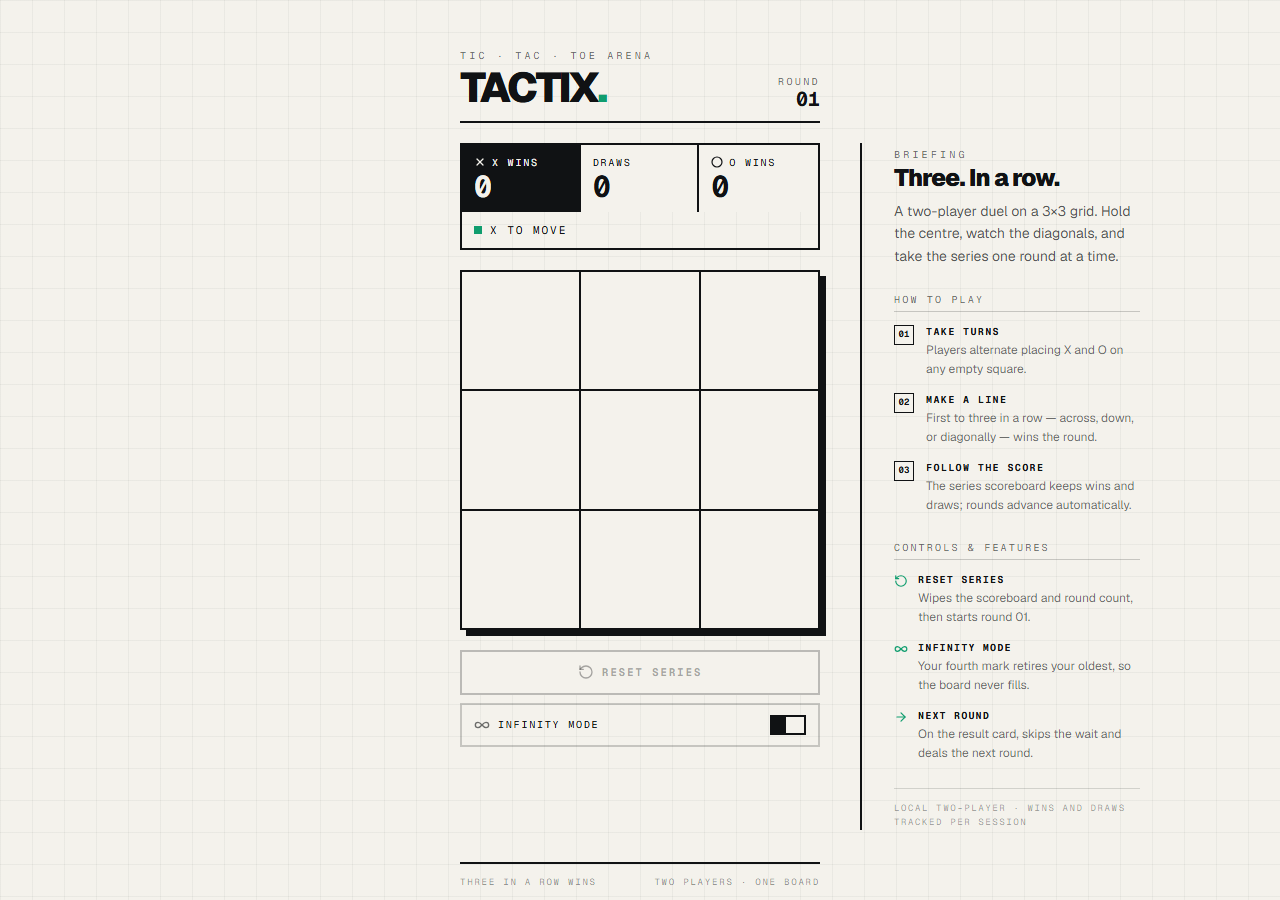 TIC · TAC · TOE ARENA
TACTIX.
ROUND
01
X WINS
0
DRAWS
0
O WINS
0
X TO MOVE
RESET SERIES
INFINITY MODE
BRIEFING
Three. In a row.
A two-player duel on a 3×3 grid. Hold
the centre, watch the diagonals, and
take the series one round at a time.
HOW TO PLAY
01
TAKE TURNS
Players alternate placing X and O on
any empty square.
02
MAKE A LINE
First to three in a row — across, down,
or diagonally — wins the round.
03
FOLLOW THE SCORE
The series scoreboard keeps wins and
draws; rounds advance automatically.
CONTROLS & FEATURES
RESET SERIES
Wipes the scoreboard and round count,
then starts round 01.
INFINITY MODE
Your fourth mark retires your oldest, so
the board never fills.
NEXT ROUND
On the result card, skips the wait and
deals the next round.
LOCAL TWO-PLAYER · WINS AND DRAWS
TRACKED PER SESSION
THREE IN A ROW WINS
TWO PLAYERS · ONE BOARD